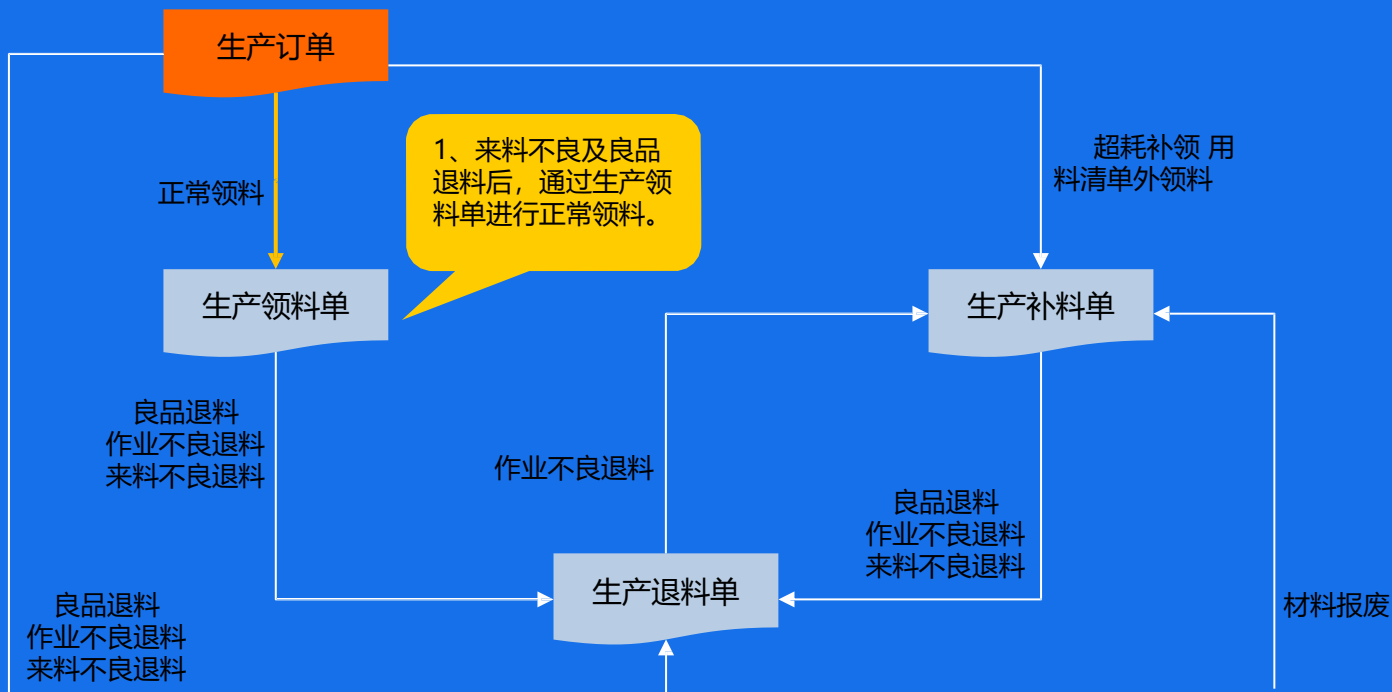 生产订单
1、来料不良及良品
退料后，通过生产领
料单进行正常领料。
超耗补领 用
料清单外领料
正常领料
生产领料单
生产补料单
良品退料
作业不良退料
来料不良退料
作业不良退料
良品退料
作业不良退料
来料不良退料
生产退料单
良品退料
作业不良退料
来料不良退料
材料报废